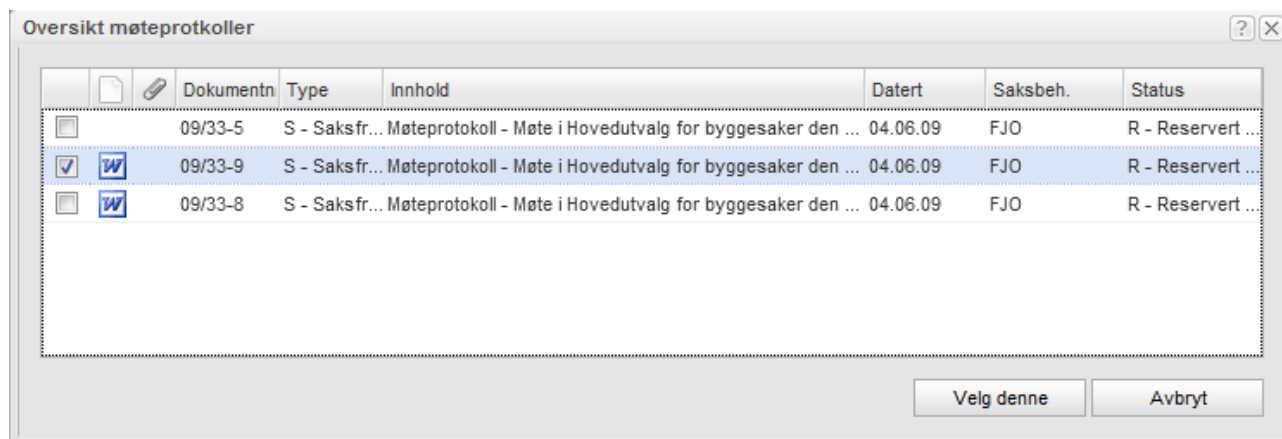 Oversikt møteprotkoller
Dokumentn Type Innhold Datert Saksbeh. Status
09/33-5 S - Saksfr... Møteprotokoll - Møte i Hovedutvalg for byggesaker den ... 04.06.09 FJO R - Reservert ...
09/33-9 S - Saksfr... Møteprotokoll - Møte i Hovedutvalg for byggesaker den ... 04.06.09 FJO R - Reservert ...
09/33-8 S - Saksfr... Møteprotokoll - Møte i Hovedutvalg for byggesaker den ... 04.06.09 FJO R - Reservert ...
Velg denne Avbryt